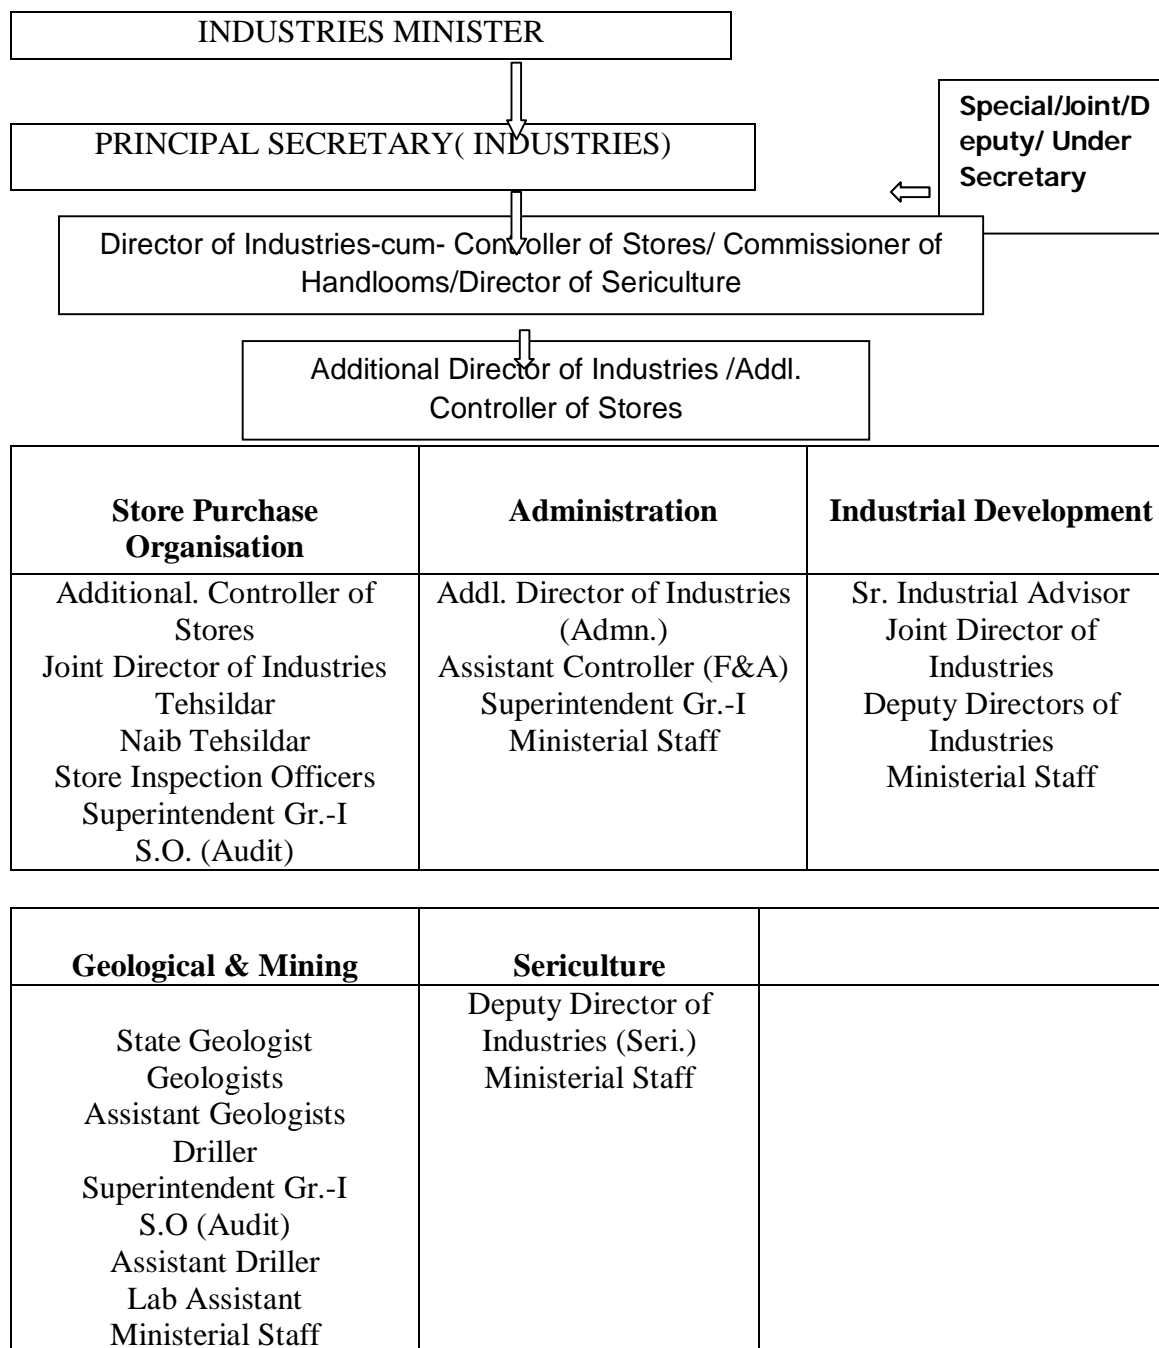 INDUSTRIES MINISTER
Special/Joint/D
eputy/ Under
Secretary
PRINCIPAL SECRETARY( INDUSTRIES)
Director of Industries-cum- Controller of Stores/ Commissioner of
Handlooms/Director of Sericulture
Additional Director of Industries /Addl.
Controller of Stores
Store Purchase
Organisation
Administration
Industrial Development
Additional. Controller of
Stores
Joint Director of Industries
Tehsildar
Naib Tehsildar
Store Inspection Officers
Superintendent Gr.-I
S.O. (Audit)
Addl. Director of Industries
(Admn.)
Assistant Controller (F&A)
Superintendent Gr.-I
Ministerial Staff
Sr. Industrial Advisor
Joint Director of
Industries
Deputy Directors of
Industries
Ministerial Staff
Geological & Mining
Sericulture
State Geologist
Geologists
Assistant Geologists
Driller
Superintendent Gr.-I
S.O (Audit)
Assistant Driller
Lab Assistant
Ministerial Staff
Deputy Director of
Industries (Seri.)
Ministerial Staff